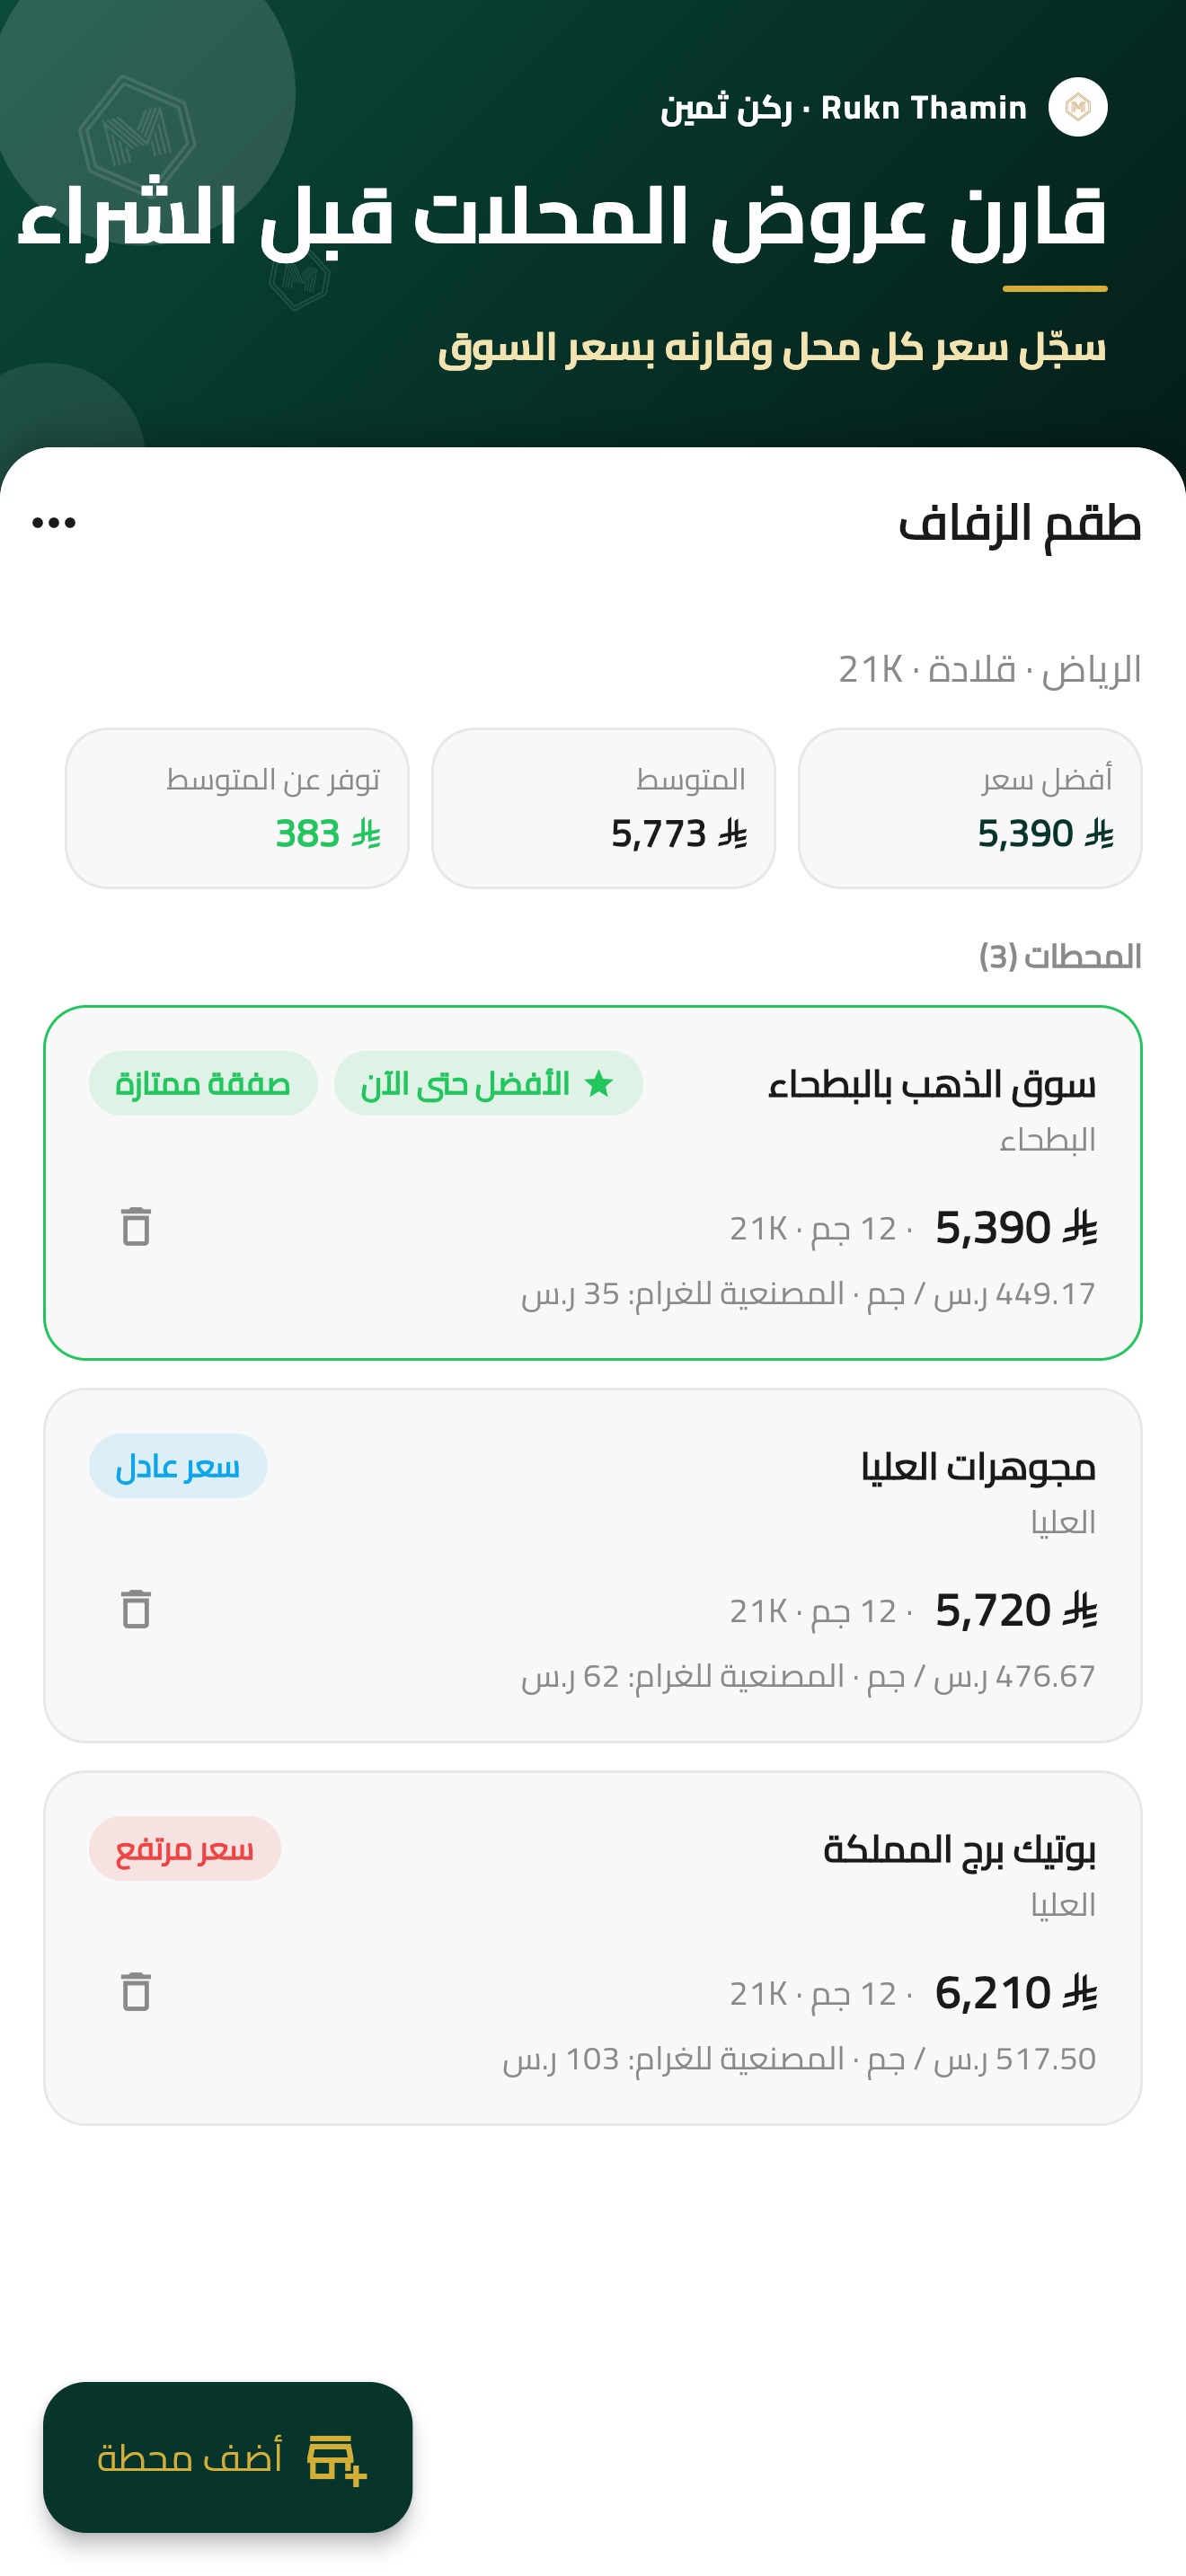 Rukn Thamin · ركن ثمين
قارن عروض المحلات قبل الشراء
سجّل سعر كل محل وقارنه بسعر السوق
طقم الزفاف
الرياض · قلادة · 21K
أفضل سعر
⃁ 5,390
المتوسط
⃁ 5,773
توفر عن المتوسط
⃁ 383
المحطات (3)
سوق الذهب بالبطحاء
الأفضل حتى الآن
صفقة ممتازة
البطحاء
⃁ 5,390 · 12 جم · 21K
449.17 ر.س / جم · المصنعية للغرام: 35 ر.س
مجوهرات العليا
سعر عادل
العليا
⃁ 5,720 · 12 جم · 21K
476.67 ر.س / جم · المصنعية للغرام: 62 ر.س
بوتيك برج المملكة
سعر مرتفع
العليا
⃁ 6,210 · 12 جم · 21K
517.50 ر.س / جم · المصنعية للغرام: 103 ر.س
أضف محطة